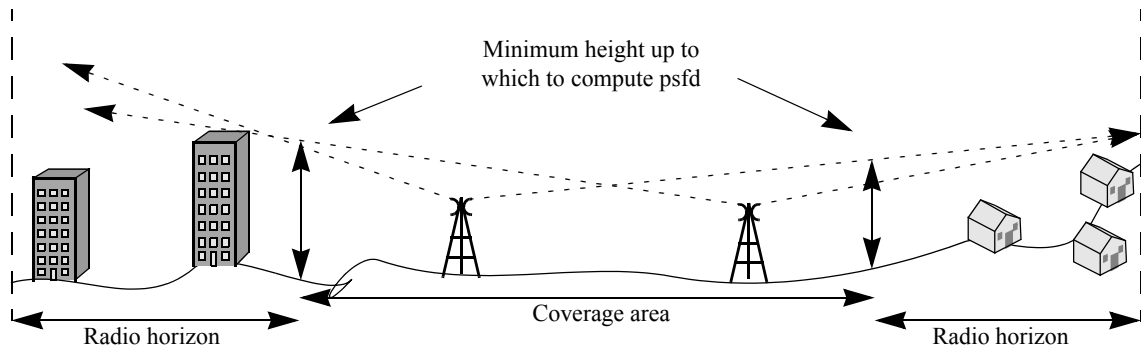 Minimum height up to
which to compute psfd
Coverage area
Radio horizon
Radio horizon